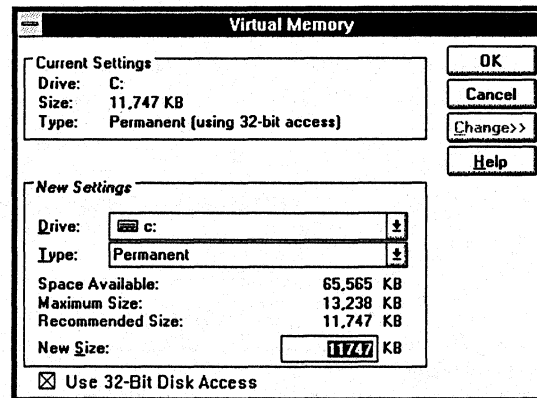 Virtual Memory
Current Settings
Drive: C:
Size: 11,747 KB
Type: Permanent (using 32-bit access)
OK
Cancel
Change>>
Help
New Settings
Drive: c:
Type: Permanent
Space Available: 65,565 KB
Maximum Size: 13,238 KB
Recommended Size: 11,747 KB
New Size: 11747 KB
Use 32-Bit Disk Access